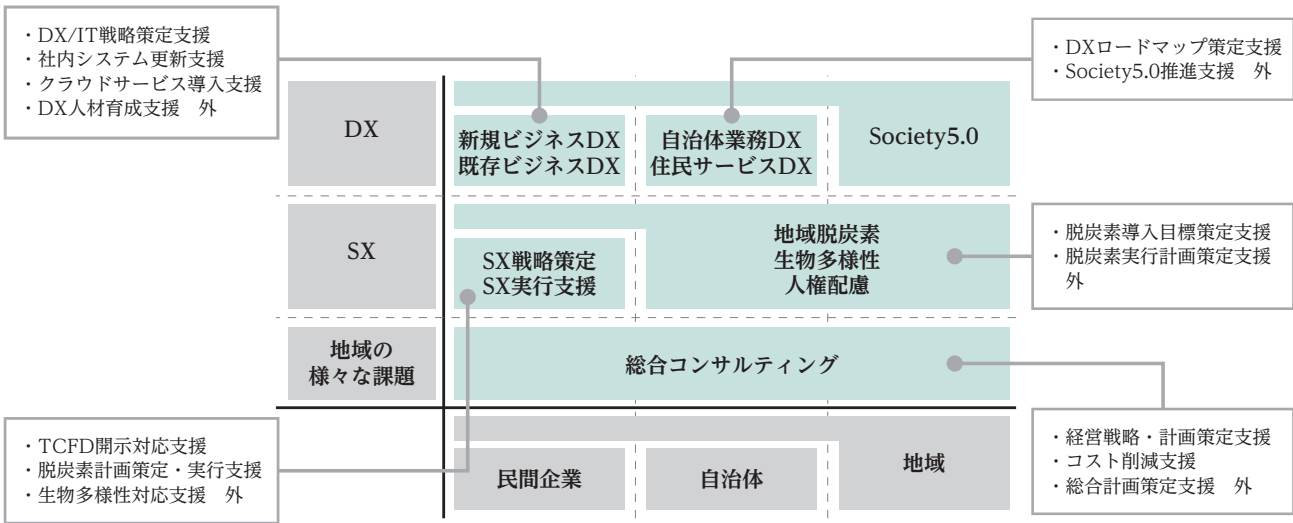 ・DX/IT戦略策定支援
・社内システム更新支援
・クラウドサービス導入支援
・DX人材育成支援　外
・DXロードマップ策定支援
・Society5.0推進支援　外
DX
新規ビジネスDX
既存ビジネスDX
自治体業務DX
住民サービスDX
Society5.0
SX
SX戦略策定
SX実行支援
地域脱炭素
生物多様性
人権配慮
・脱炭素導入目標策定支援
・脱炭素実行計画策定支援
外
地域の
様々な課題
総合コンサルティング
・TCFD開示対応支援
・脱炭素計画策定・実行支援
・生物多様性対応支援　外
民間企業
自治体
地域
・経営戦略・計画策定支援
・コスト削減支援
・総合計画策定支援　外